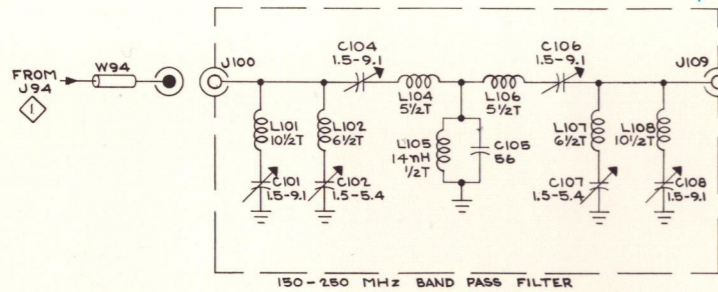 FROM
J94
1
W94
J100
C104
1.5-9.1
L104
5½T
L106
5½T
C106
1.5-9.1
J109
L101
10½T
L102
6½T
L105
14nH
½T
C105
56
L107
6½T
L108
10½T
C101
1.5-9.1
C102
1.5-5.4
C107
1.5-5.4
C108
1.5-9.1
150-250 MHz BAND PASS FILTER